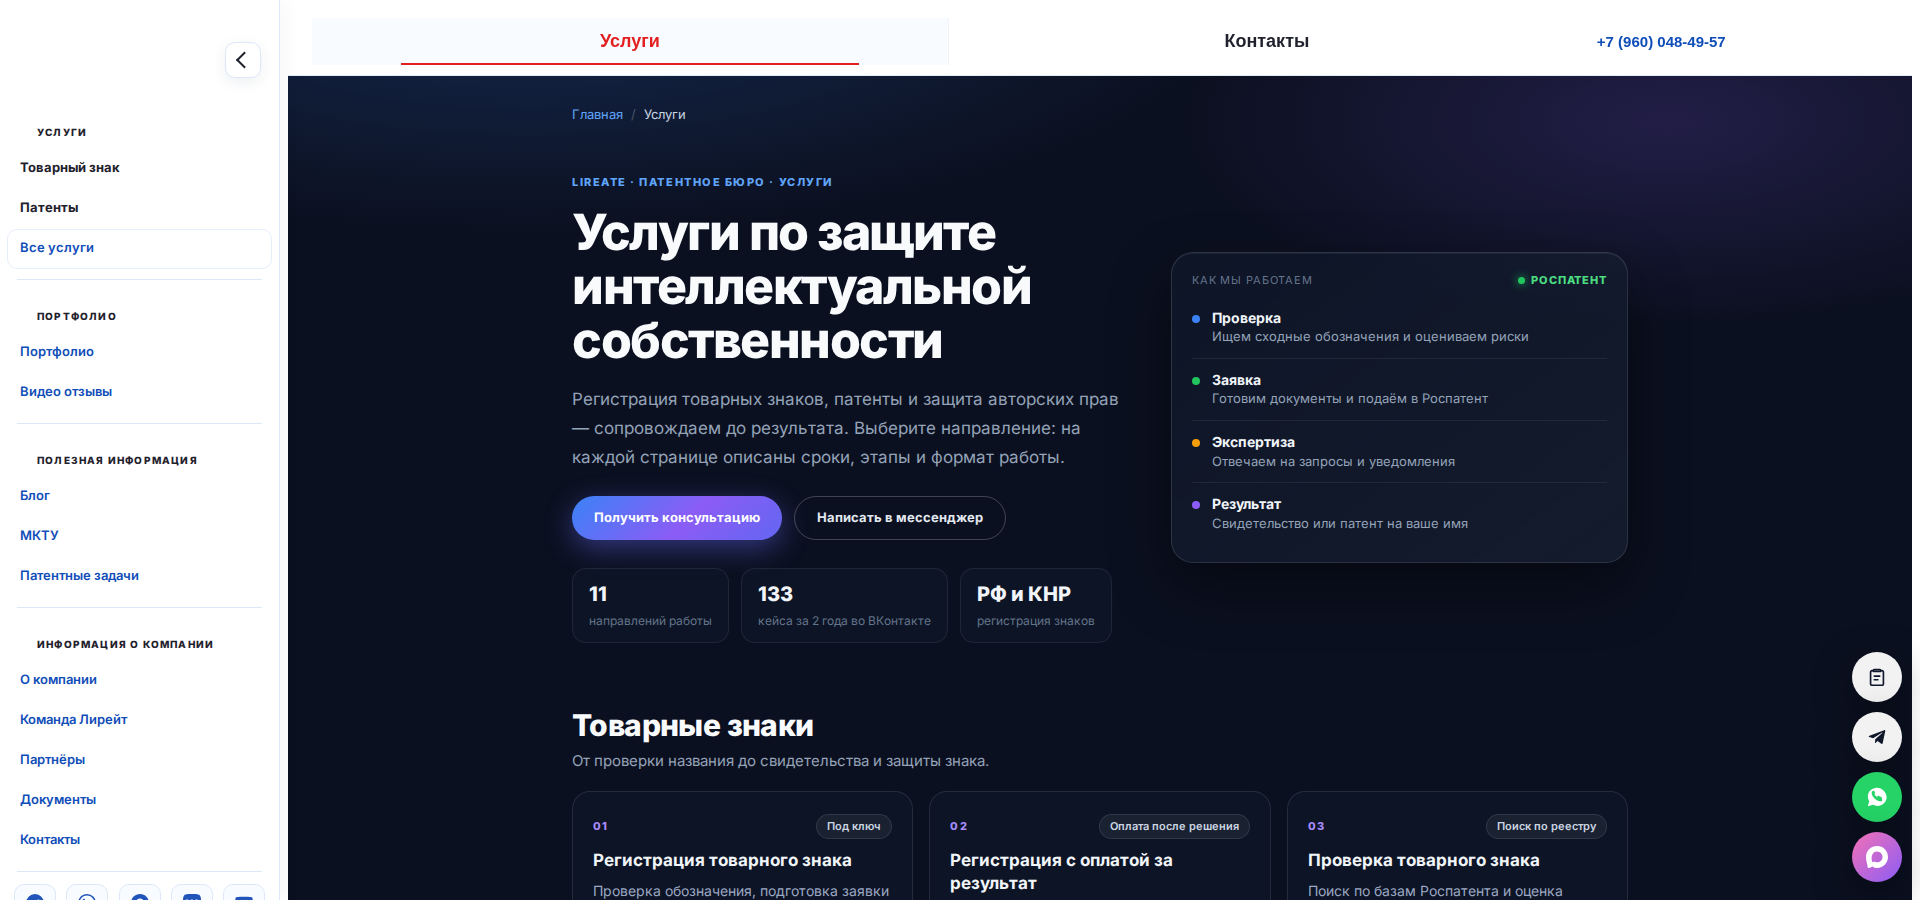 Услуги
Контакты
+7 (960) 048-49-57
УСЛУГИ
Товарный знак
Патенты
Все услуги
ПОРТФОЛИО
Портфолио
Видео отзывы
ПОЛЕЗНАЯ ИНФОРМАЦИЯ
Блог
МКТУ
Патентные задачи
ИНФОРМАЦИЯ О КОМПАНИИ
О компании
Команда Лирейт
Партнёры
Документы
Контакты
Главная / Услуги
LIREATE · ПАТЕНТНОЕ БЮРО · УСЛУГИ
Услуги по защите
интеллектуальной
собственности
Регистрация товарных знаков, патенты и защита авторских прав
— сопровождаем до результата. Выберите направление: на
каждой странице описаны сроки, этапы и формат работы.
Получить консультацию
Написать в мессенджер
11
направлений работы
133
кейса за 2 года во ВКонтакте
РФ и КНР
регистрация знаков
КАК МЫ РАБОТАЕМ
РОСПАТЕНТ
Проверка
Ищем сходные обозначения и оцениваем риски
Заявка
Готовим документы и подаём в Роспатент
Экспертиза
Отвечаем на запросы и уведомления
Результат
Свидетельство или патент на ваше имя
Товарные знаки
От проверки названия до свидетельства и защиты знака.
01
Под ключ
Регистрация товарного знака
Проверка обозначения, подготовка заявки
02
Оплата после решения
Регистрация с оплатой за
результат
03
Поиск по реестру
Проверка товарного знака
Поиск по базам Роспатента и оценка